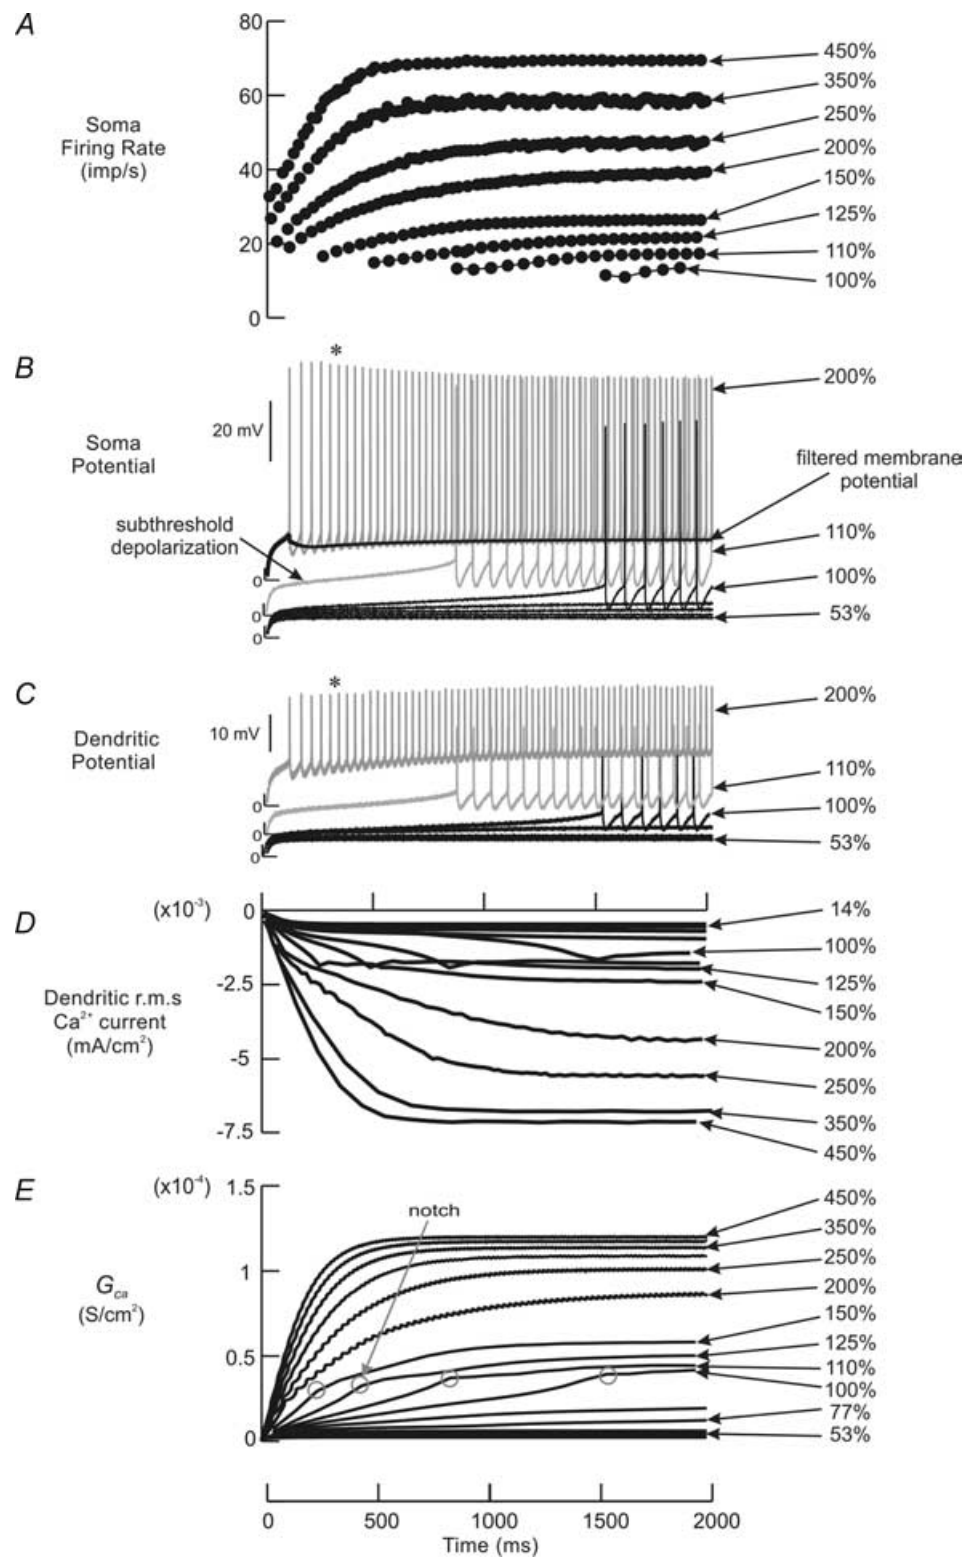 A
80
60
40
20
0
Soma
Firing Rate
(imp/s)
450%
350%
250%
200%
150%
125%
110%
100%
B
*
20 mV
Soma
Potential
subthreshold
depolarization
0
0
0
200%
filtered membrane
potential
110%
100%
53%
C
*
10 mV
Dendritic
Potential
0
0
0
200%
110%
100%
53%
D
(x10-3)
0
-2.5
-5
-7.5
Dendritic r.m.s
Ca2+ current
(mA/cm2)
14%
100%
125%
150%
200%
250%
350%
450%
E
(x10-4)
1.5
1
0.5
0
Gca
(S/cm2)
notch
450%
350%
250%
200%
150%
125%
110%
100%
77%
53%
0 500 1000 1500 2000
Time (ms)